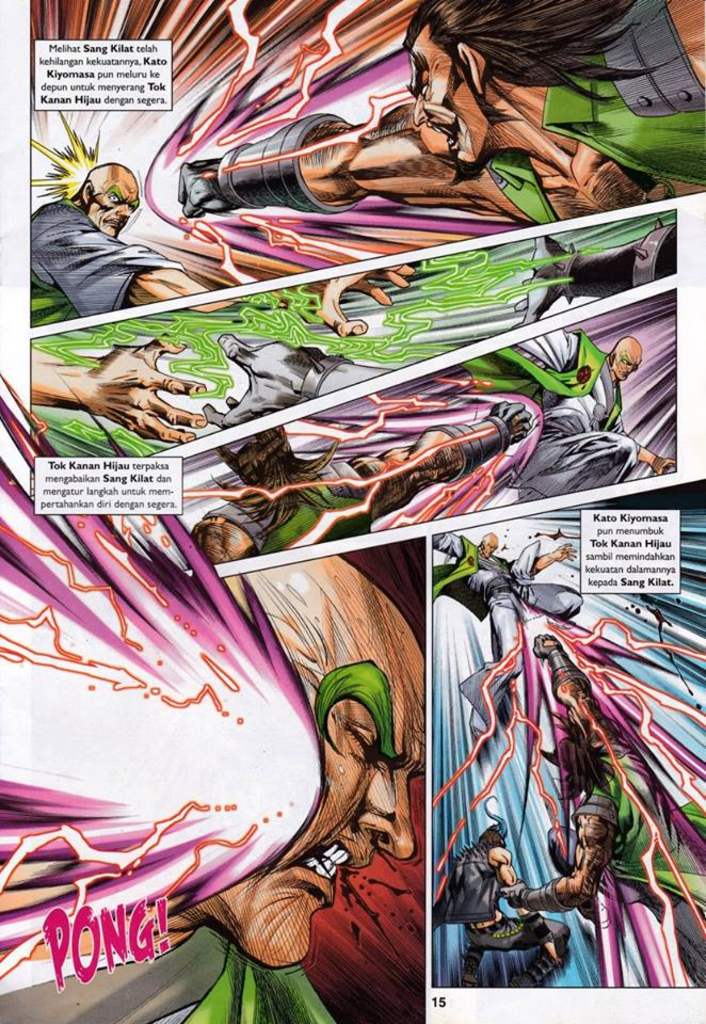 Melihat Sang Kilat telah
kehilangan kekuatannya, Kato
Kiyomasa pun meluru ke
depun untuk menyerang Tok
Kanan Hijau dengan segera.
Tok Kanan Hijau terpaksa
mengabaikan Sang Kilat dan
mengatur langkah untuk mem-
pertahankan diri dengan segera.
Kato Kiyomasa
pun menumbuk
Tok Kanan Hijau
sambil memindahkan
kekuatan dalamannya
kepada Sang Kilat.
PONG!
15